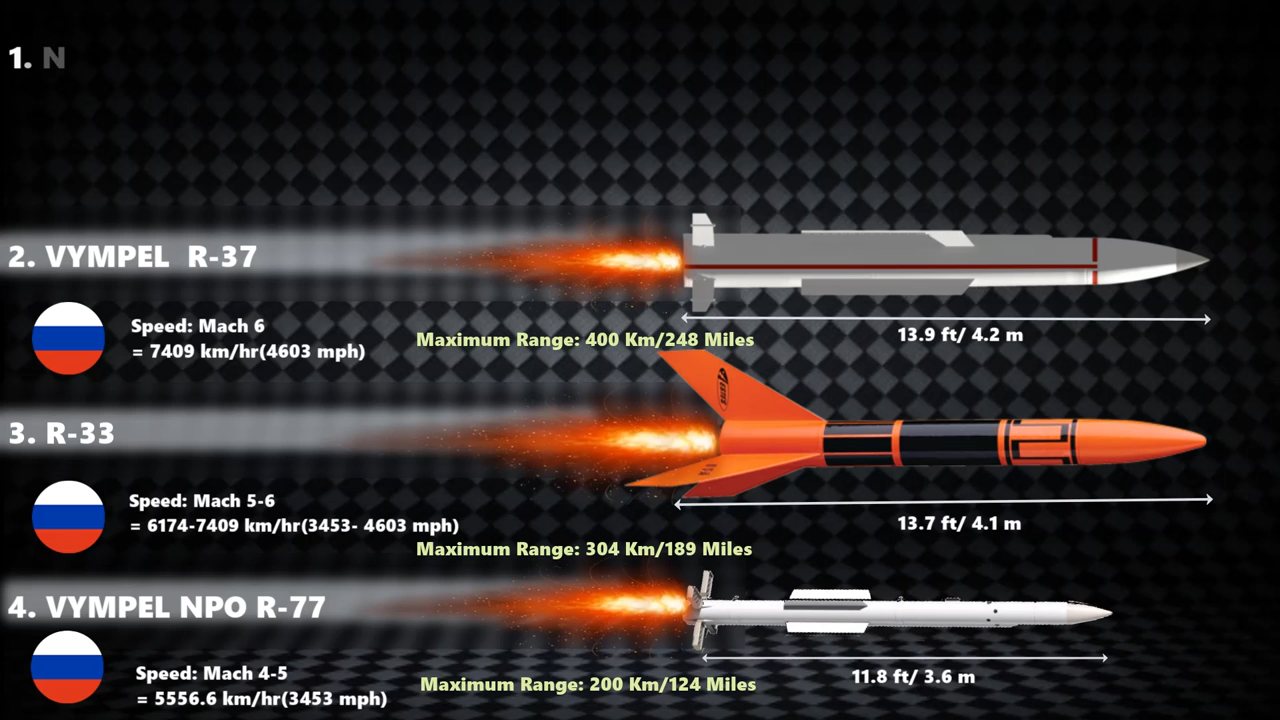 1. N
2. VYMPEL R-37
Speed: Mach 6
= 7409 km/hr(4603 mph)
Maximum Range: 400 Km/248 Miles
13.9 ft/ 4.2 m
3. R-33
Speed: Mach 5-6
= 6174-7409 km/hr(3453- 4603 mph)
Maximum Range: 304 Km/189 Miles
13.7 ft/ 4.1 m
4. VYMPEL NPO R-77
Speed: Mach 4-5
= 5556.6 km/hr(3453 mph)
Maximum Range: 200 Km/124 Miles
11.8 ft/ 3.6 m